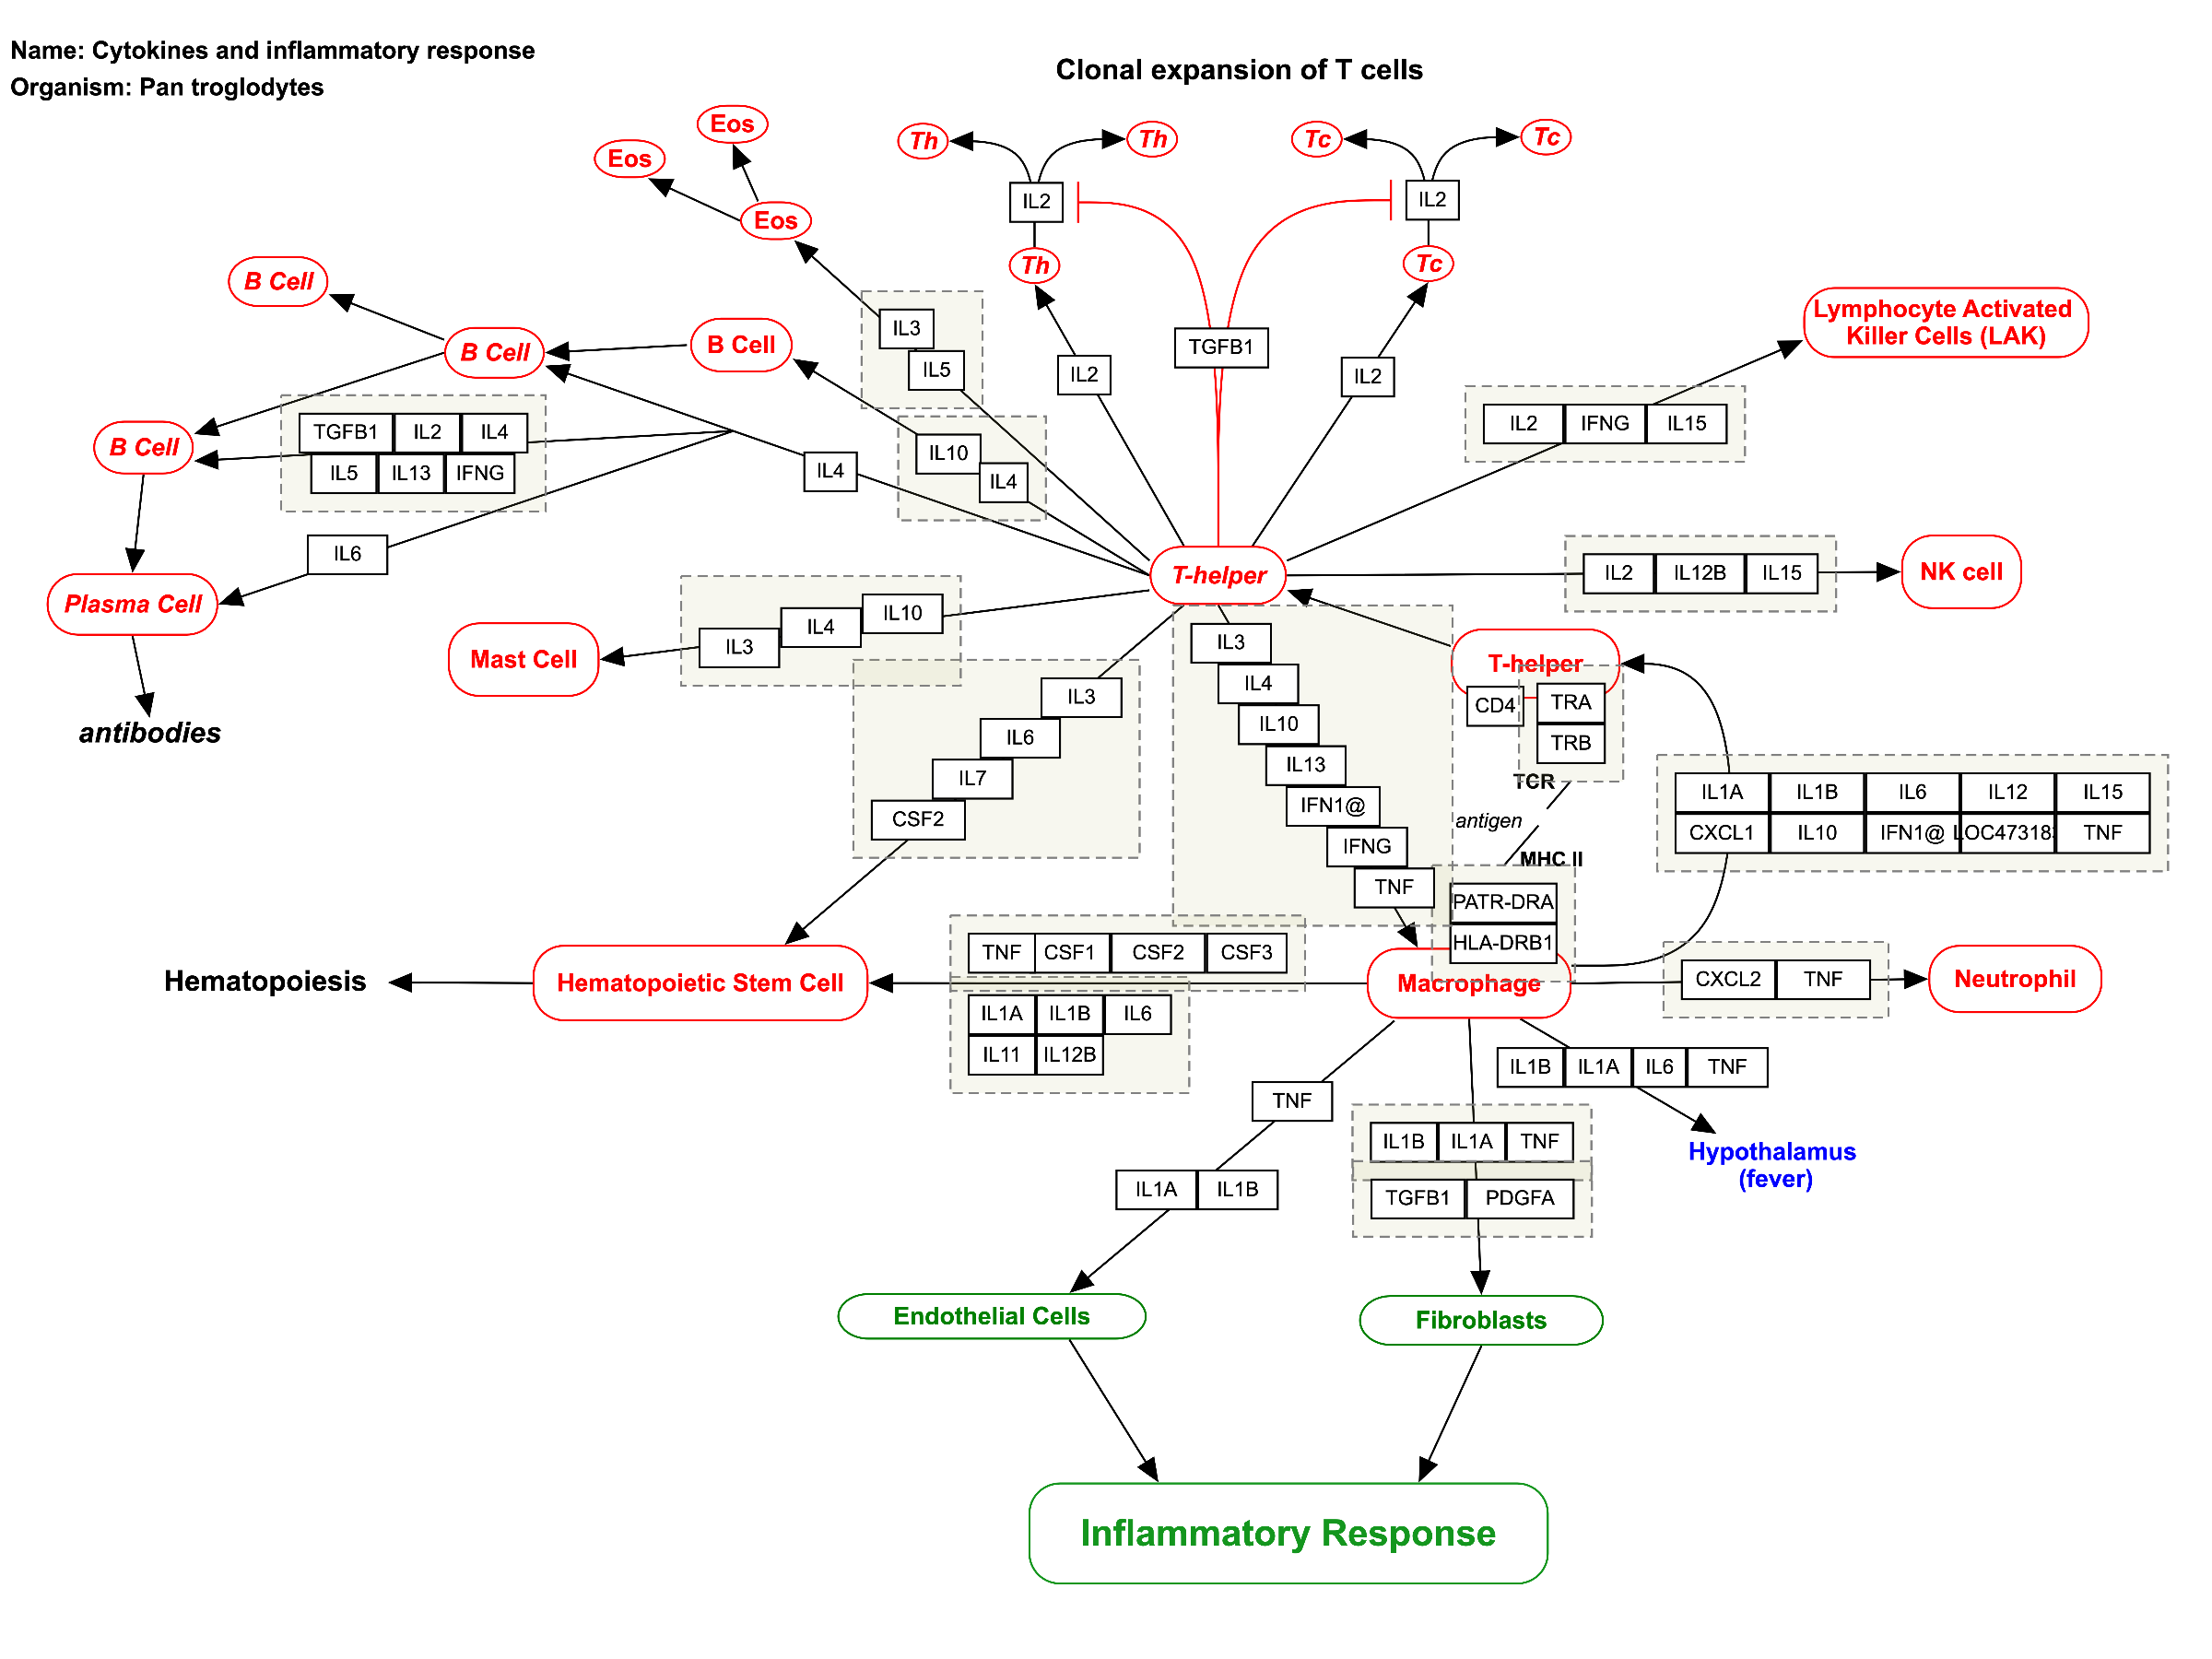 Name: Cytokines and inflammatory response
Organism: Pan troglodytes
Clonal expansion of T cells
Eos
Eos
Eos
Th
Th
Tc
Tc
IL2
IL2
Th
Tc
B Cell
B Cell
B Cell
B Cell
IL3
IL5
IL2
TGFB1
IL2
Lymphocyte Activated
Killer Cells (LAK)
TGFB1 IL2 IL4
IL5 IL13 IFNG
IL4
IL10
IL4
IL2 IFNG IL15
IL6
Plasma Cell
antibodies
T-helper
IL2 IL12B IL15
NK cell
Mast Cell
IL3
IL4
IL10
IL3
IL6
IL7
CSF2
IL3
IL4
IL10
IL13
IFN1@
IFNG
TNF
T-helper
CD4
TRA
TRB
TCR
antigen
MHC II
PATR-DRA
HLA-DRB1
IL1A IL1B IL6 IL12 IL15
CXCL1 IL10 IFN1@ LOC47318 TNF
Hematopoiesis
Hematopoietic Stem Cell
TNF CSF1 CSF2 CSF3
IL1A IL1B IL6
IL11 IL12B
Macrophage
CXCL2 TNF
Neutrophil
TNF
IL1A IL1B
IL1B IL1A TNF
TGFB1 PDGFA
IL1B IL1A IL6 TNF
Hypothalamus
(fever)
Endothelial Cells
Fibroblasts
Inflammatory Response